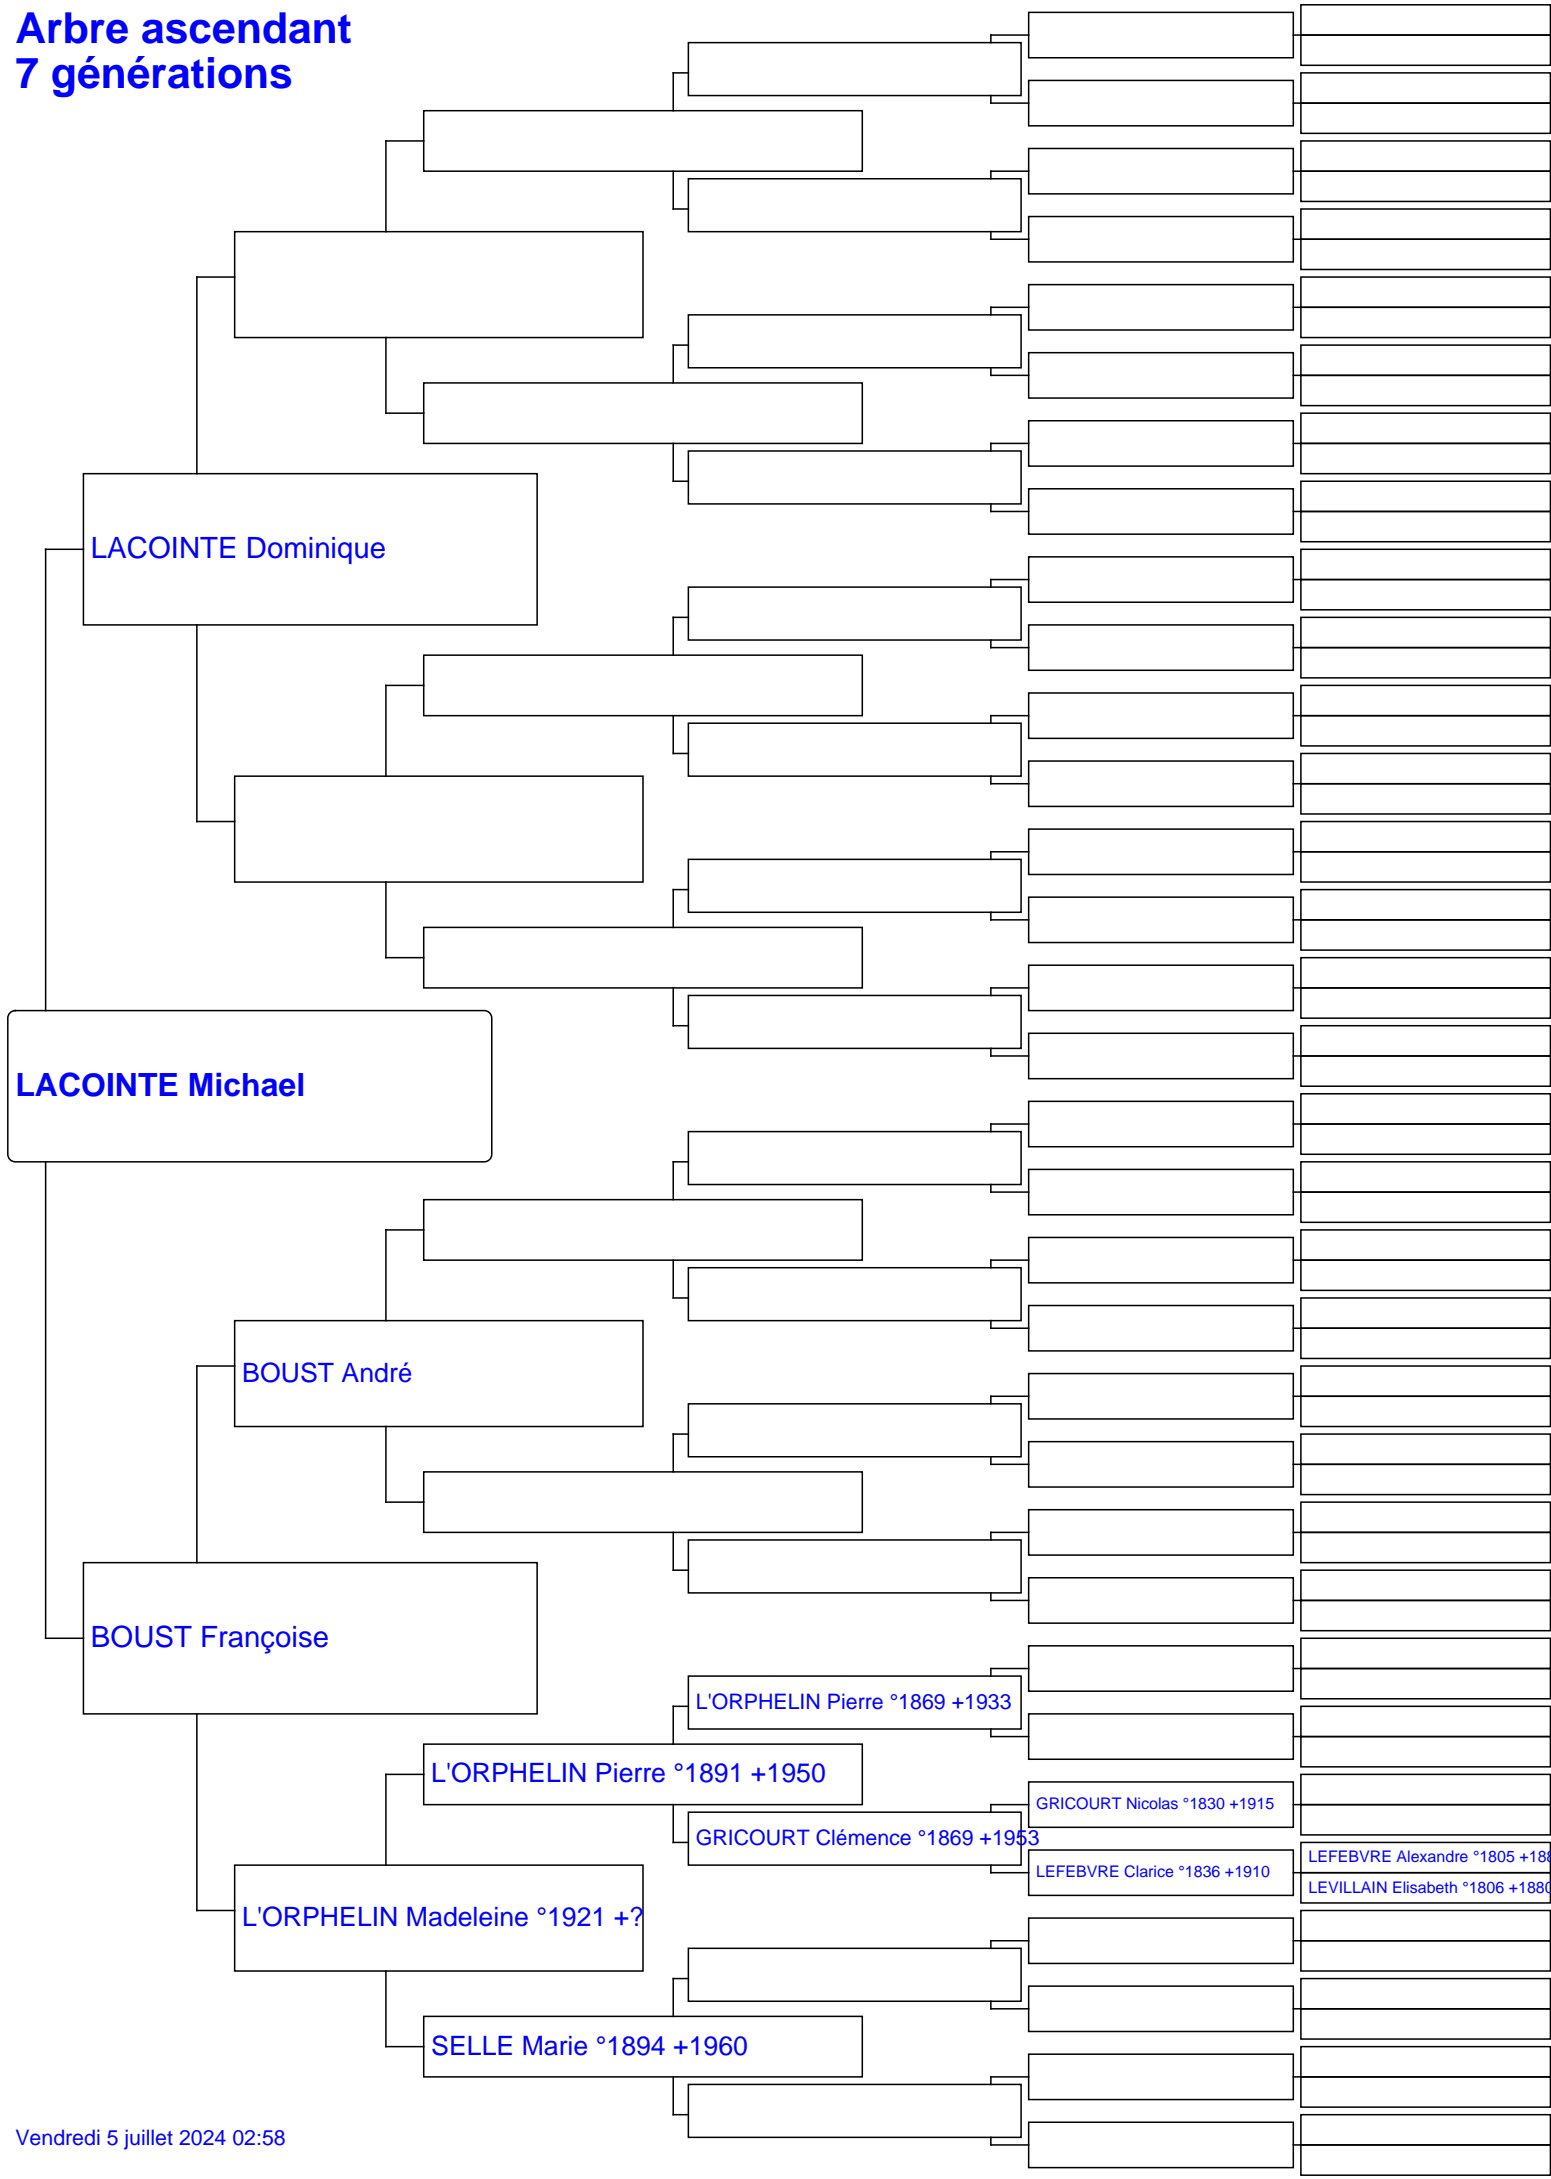 Arbre ascendant
7 générations
LACOINTE Dominique
LACOINTE Michael
BOUST André
BOUST Françoise
L'ORPHELIN Pierre °1869 +1933
L'ORPHELIN Pierre °1891 +1950
GRICOURT Nicolas °1830 +1915
GRICOURT Clémence °1869 +1953
LEFEBVRE Alexandre °1805
LEFEBVRE Clarice °1836 +1910
LEVILLAIN Elisabeth °1806 +1880
L'ORPHELIN Madeleine °1921 +?
SELLE Marie °1894 +1960
Vendredi 5 juillet 2024 02:58